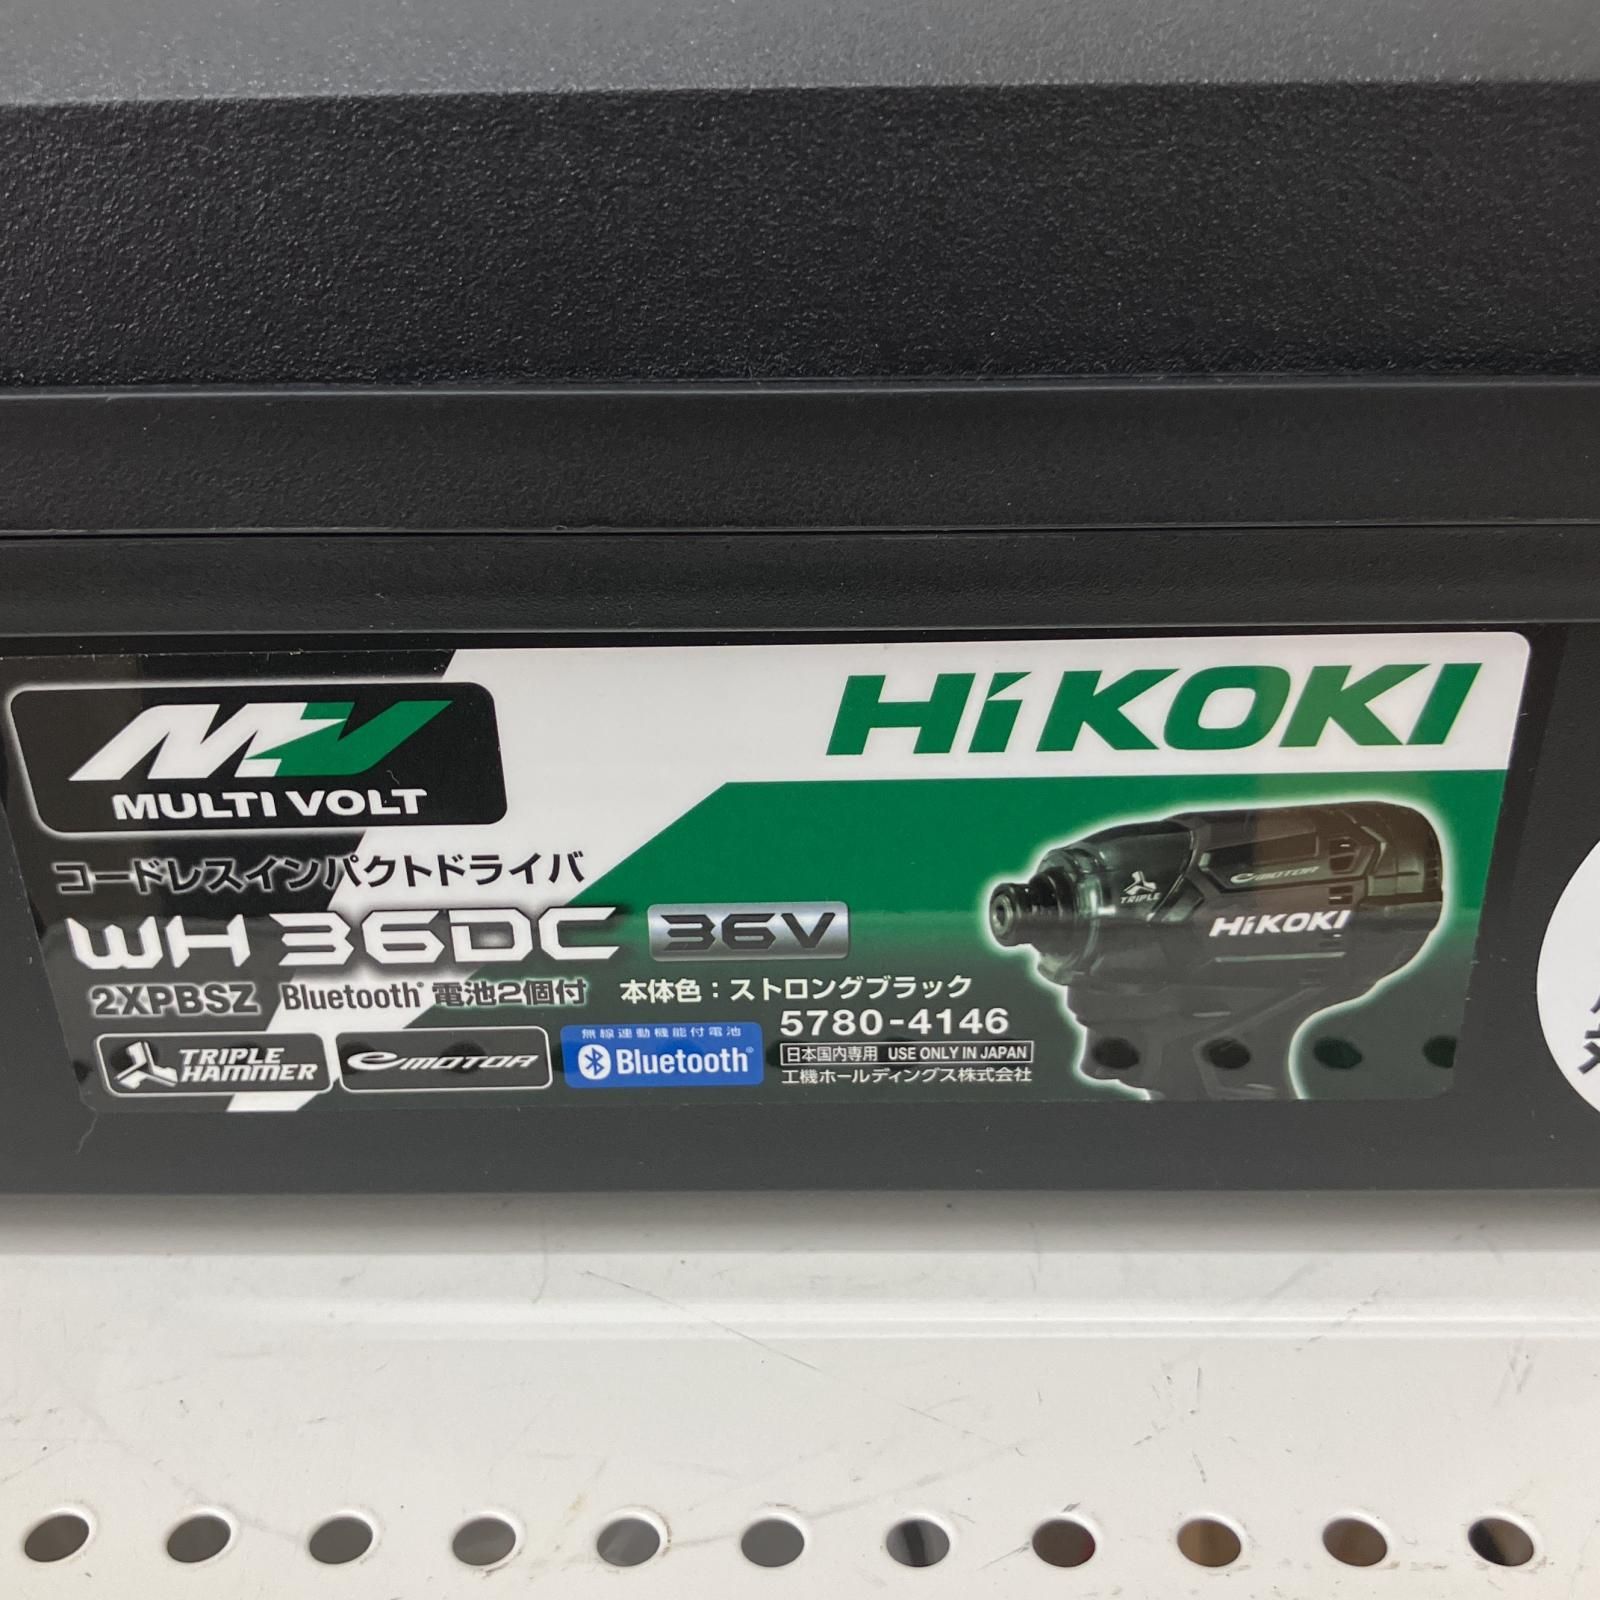 HiKOKI
MV
MULTI VOLT
コードレスインパクトドライバ
WH 36DC 36V
2XPBSZ Bluetooth® 電池2個付 本体色：ストロングブラック
5780-4146
TRIPLE HAMMER
e MOTOR
無線連動機能付電池
Bluetooth®
日本国内専用 USE ONLY IN JAPAN
工機ホールディングス株式会社
TRIPLE
e MOTOR
HiKOKI